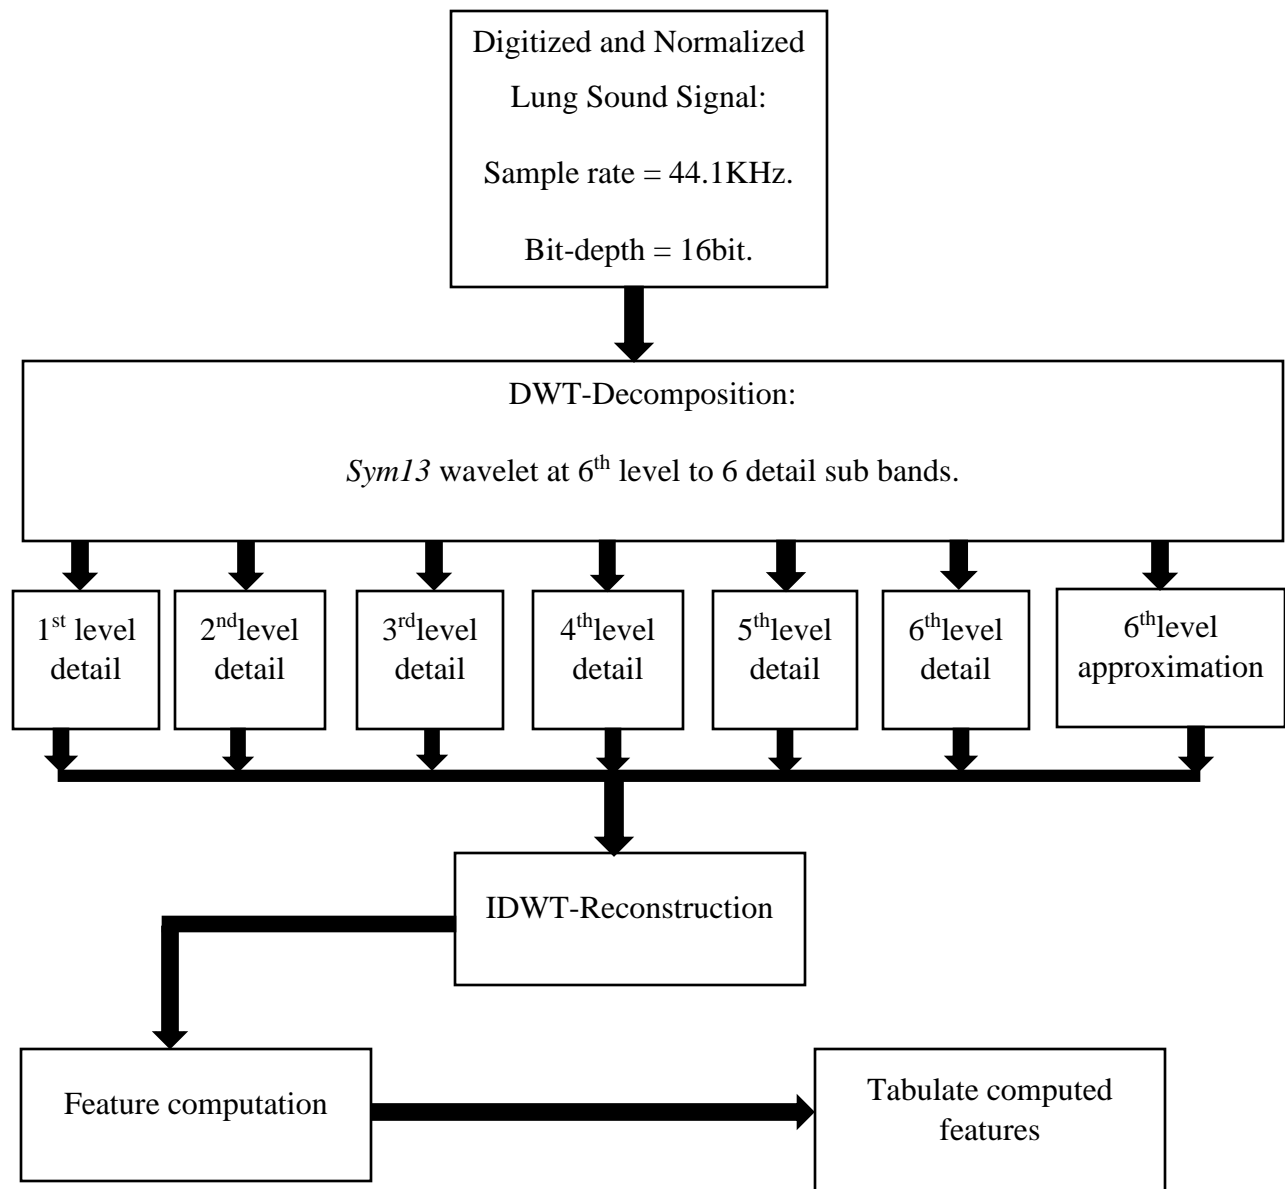 Digitized and Normalized
Lung Sound Signal:
Sample rate = 44.1KHz.
Bit-depth = 16bit.
DWT-Decomposition:
Sym13 wavelet at 6th level to 6 detail sub bands.
1st level
detail
2ndlevel
detail
3rdlevel
detail
4thlevel
detail
5thlevel
detail
6thlevel
detail
6thlevel
approximation
IDWT-Reconstruction
Feature computation
Tabulate computed
features